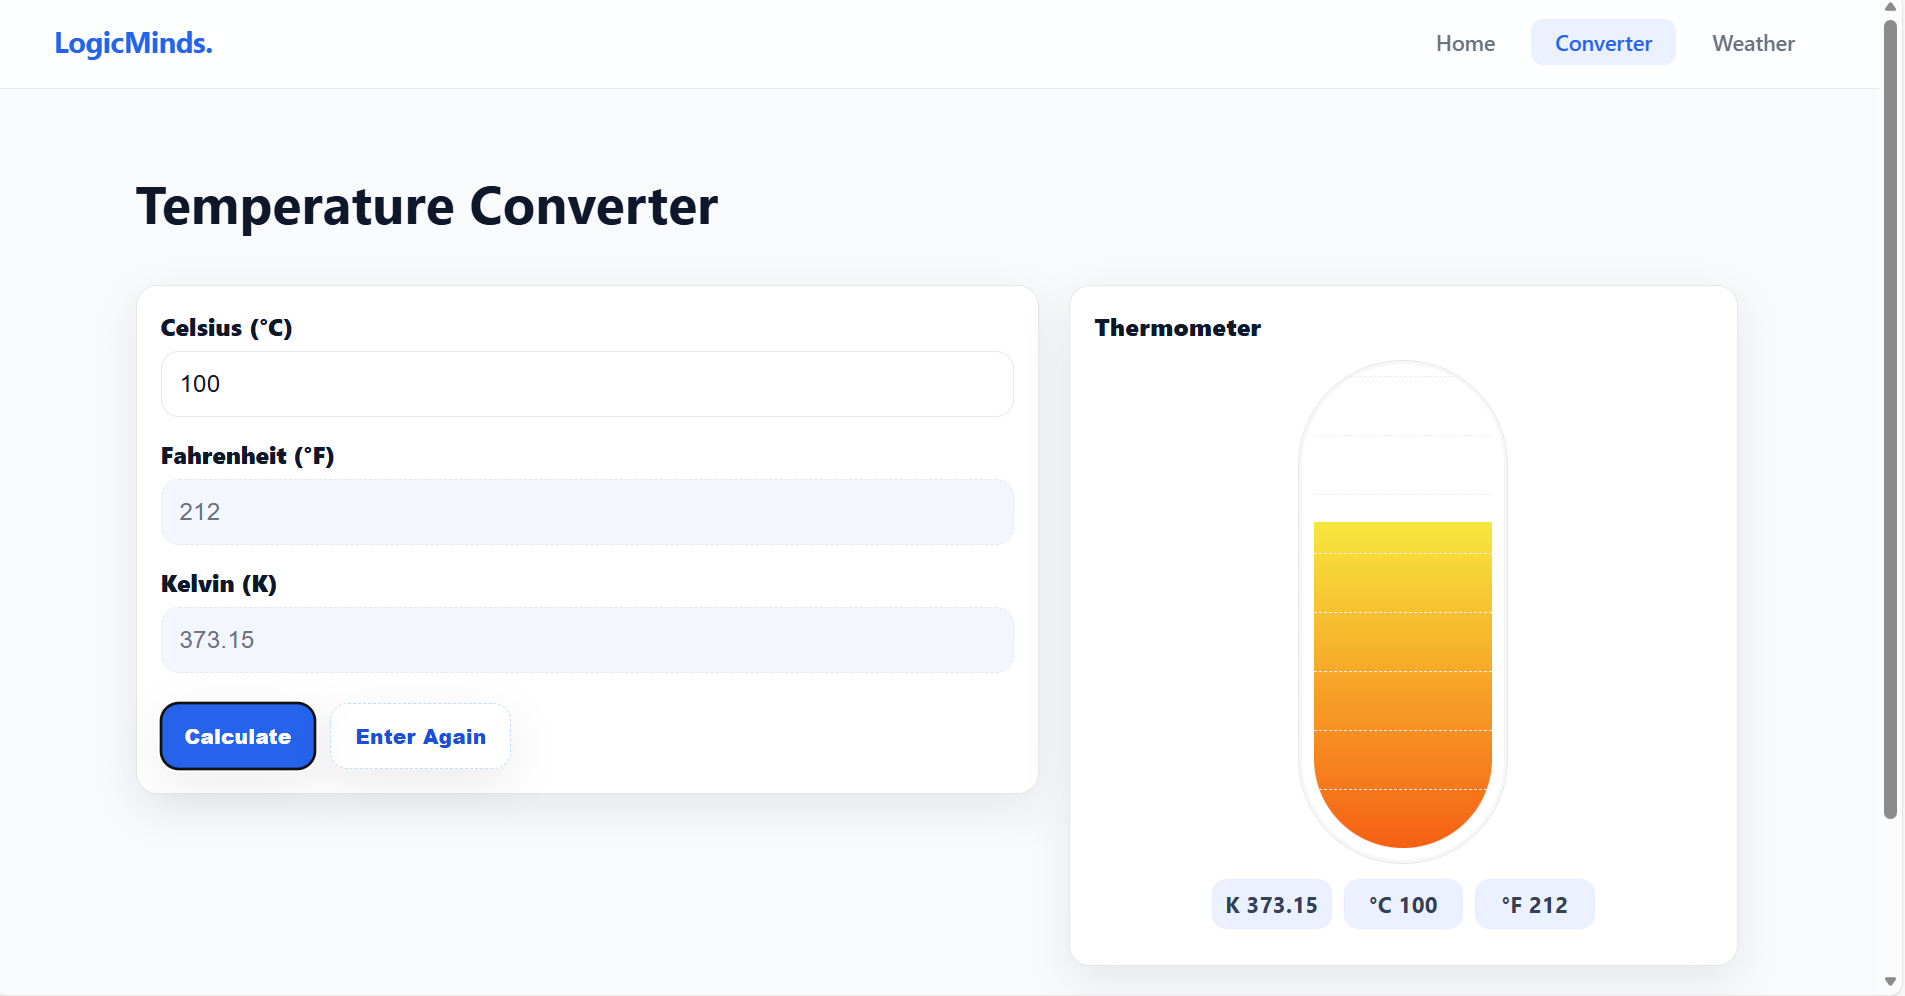 LogicMinds.
Home Converter Weather
Temperature Converter
Celsius (°C)
100
Fahrenheit (°F)
212
Kelvin (K)
373.15
Calculate Enter Again
Thermometer
K 373.15 °C 100 °F 212